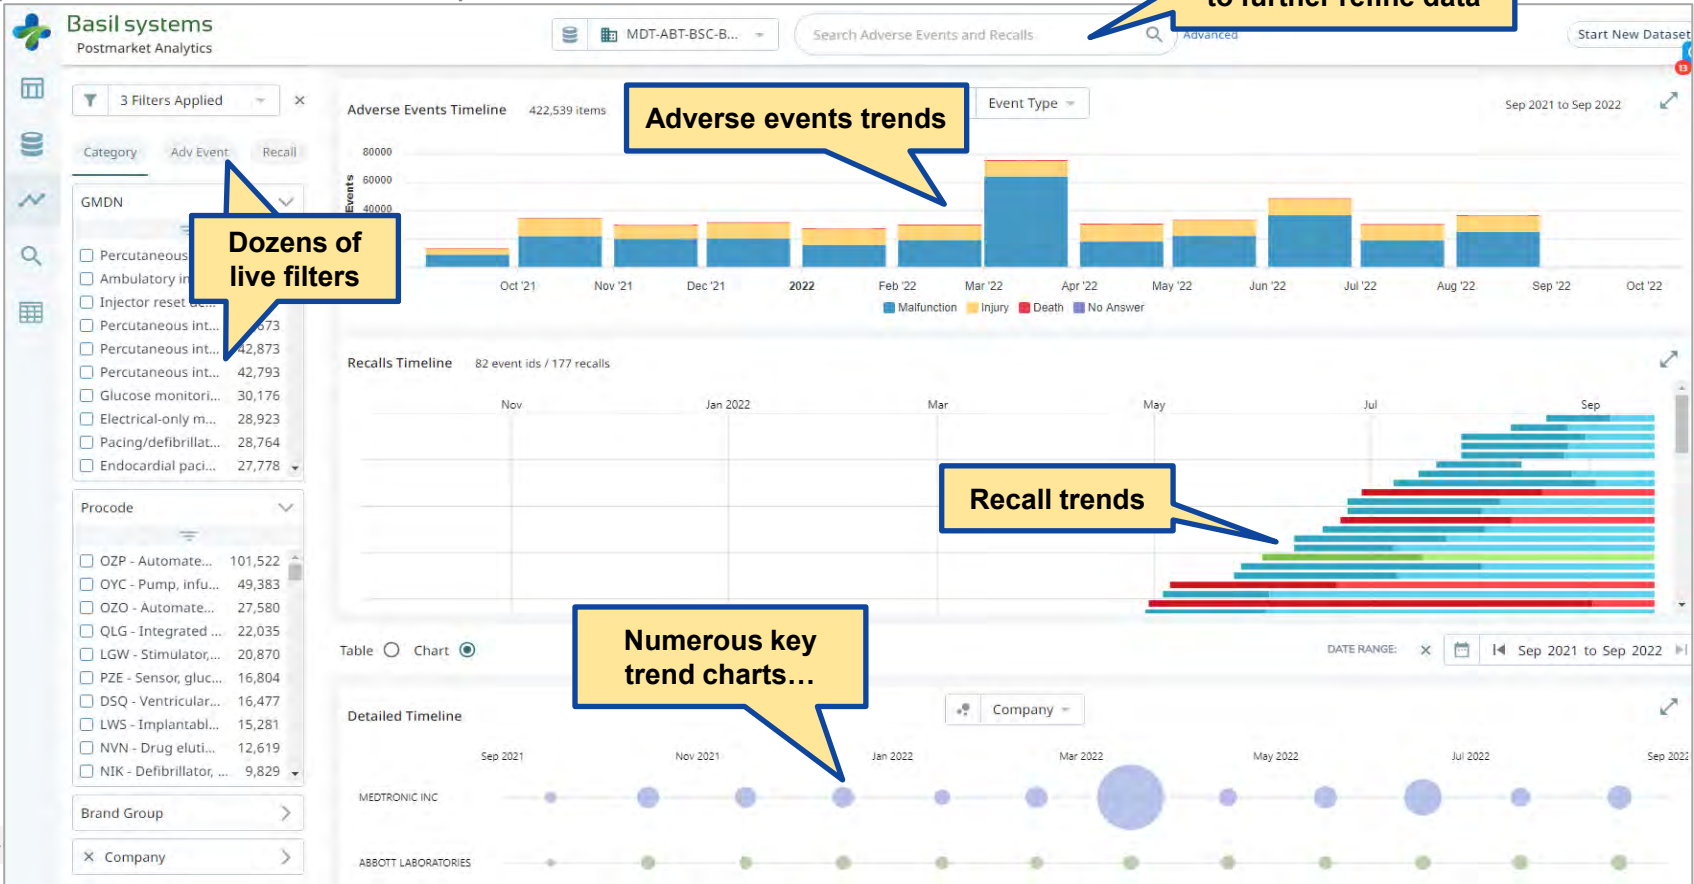 to further refine data
Basil systems
Postmarket Analytics
MDT-ABT-BSC-B...
Search Adverse Events and Recalls
Advanced
Start New Dataset
13
3 Filters Applied
Adverse Events Timeline 422,539 items
Adverse events trends
Event Type
Sep 2021 to Sep 2022
Category Adv Event Recall
80000
60000
40000
Events
GMDN
Dozens of
live filters
Percutaneous
Ambulatory in
Injector reset
Percutaneous int... 673
Percutaneous int... 42,873
Percutaneous int... 42,793
Glucose monitori... 30,176
Electrical-only m... 28,923
Pacing/defibrillat... 28,764
Endocardial paci... 27,778
Oct '21 Nov '21 Dec '21 2022 Feb '22 Mar '22 Apr '22 May '22 Jun '22 Jul '22 Aug '22 Sep '22 Oct '22
Malfunction Injury Death No Answer
Recalls Timeline 82 event ids / 177 recalls
Nov Jan 2022 Mar May Jul Sep
Recall trends
Procode
OZP - Automate... 101,522
OYC - Pump, infu... 49,383
OZO - Automate... 27,580
QLG - Integrated ... 22,035
LGW - Stimulator,... 20,870
PZE - Sensor, gluc... 16,804
DSQ - Ventricular... 16,477
LWS - Implantabl... 15,281
NVN - Drug eluti... 12,619
NIK - Defibrillator, ... 9,829
Brand Group
Company
Table Chart
Numerous key
trend charts...
DATE RANGE: Sep 2021 to Sep 2022
Detailed Timeline
Company
Sep 2021 Nov 2021 Jan 2022 Mar 2022 May 2022 Jul 2022 Sep 2022
MEDTRONIC INC
ABBOTT LABORATORIES